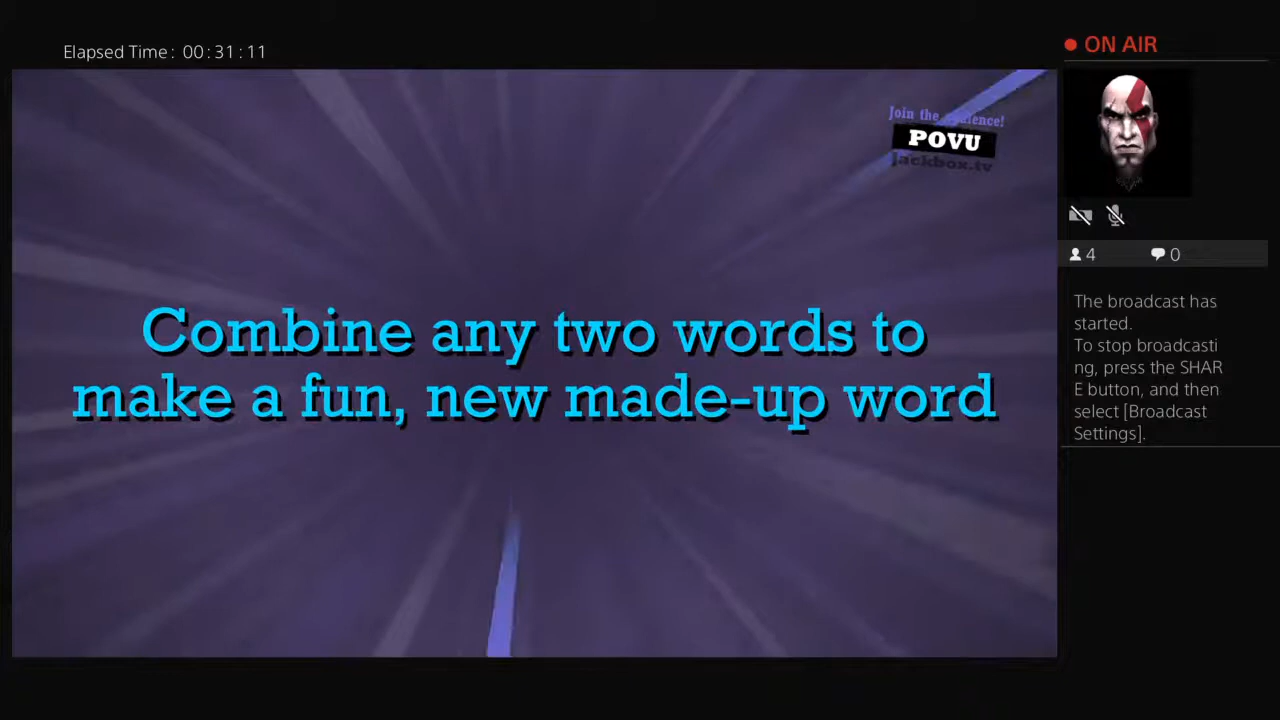 Elapsed Time: 00:31:11
ON AIR
Join the audience!
POVU
jackbox.tv
Combine any two words to
make a fun, new made-up word
4
0
The broadcast has
started.
To stop broadcasti
ng, press the SHAR
E button, and then
select [Broadcast
Settings].